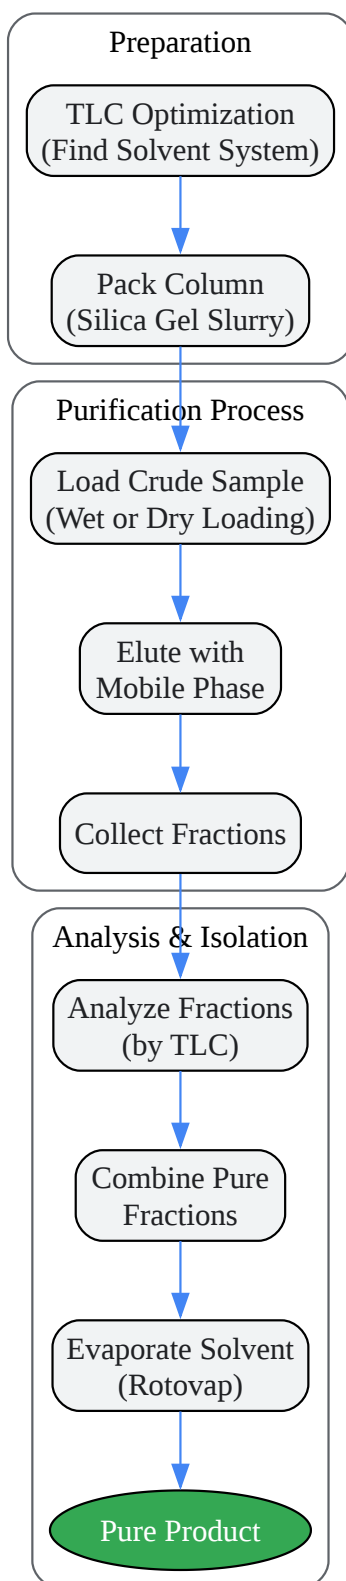 Preparation
TLC Optimization
(Find Solvent System)
Pack Column
(Silica Gel Slurry)
Purification Process
Load Crude Sample
(Wet or Dry Loading)
Elute with
Mobile Phase
Collect Fractions
Analysis & Isolation
Analyze Fractions
(by TLC)
Combine Pure
Fractions
Evaporate Solvent
(Rotovap)
Pure Product